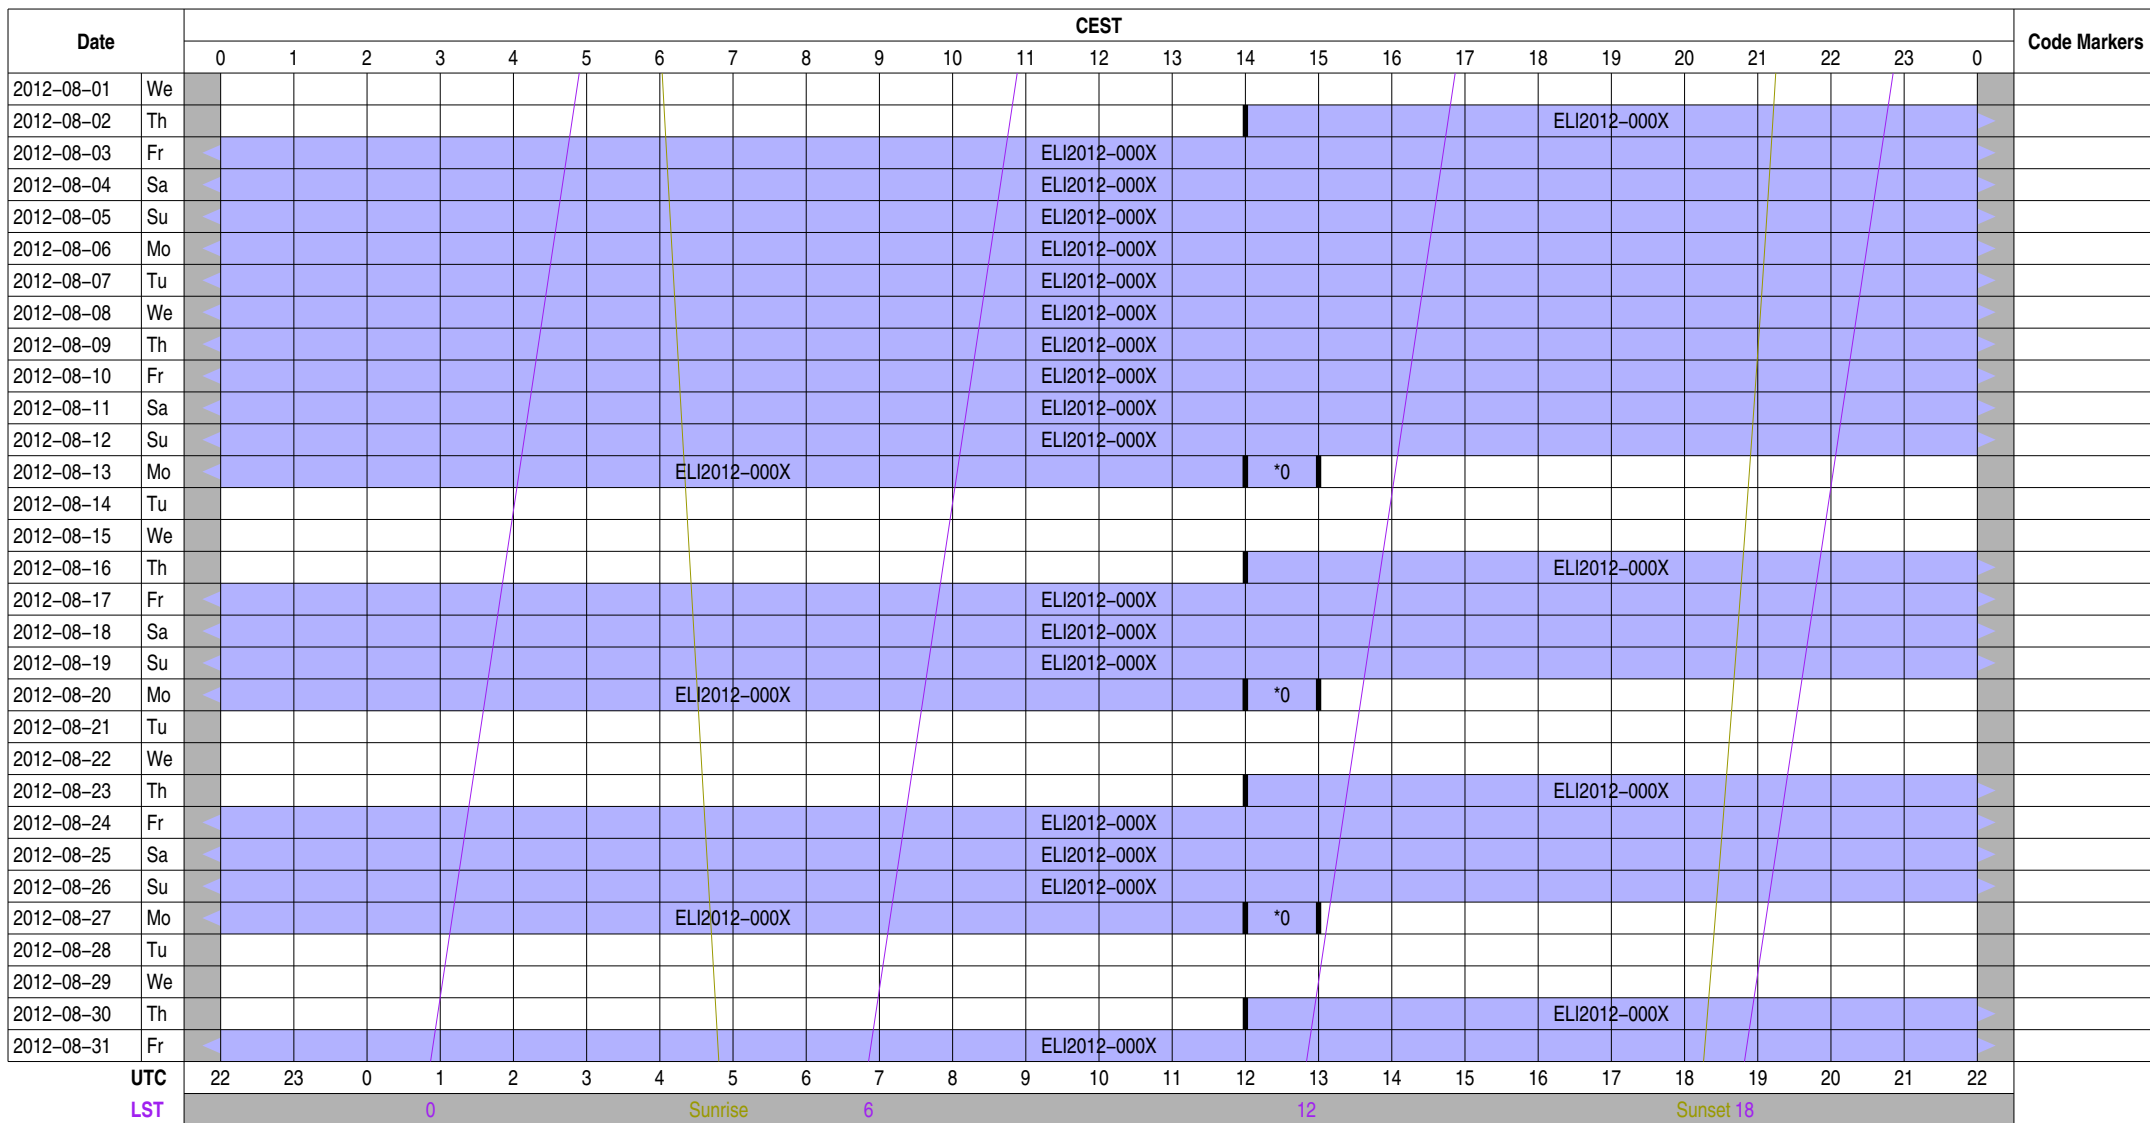 CEST
Date Code Markers
0 1 2 3 4 5 6 7 8 9 10 11 12 13 14 15 16 17 18 19 20 21 22 23 0
2012-08-01 We
2012-08-02 Th ELI2012-000X
2012-08-03 Fr ELI2012-000X
2012-08-04 Sa ELI2012-000X
2012-08-05 Su ELI2012-000X
2012-08-06 Mo ELI2012-000X
2012-08-07 Tu ELI2012-000X
2012-08-08 We ELI2012-000X
2012-08-09 Th ELI2012-000X
2012-08-10 Fr ELI2012-000X
2012-08-11 Sa ELI2012-000X
2012-08-12 Su ELI2012-000X
2012-08-13 Mo ELI2012-000X *0
2012-08-14 Tu
2012-08-15 We
2012-08-16 Th ELI2012-000X
2012-08-17 Fr ELI2012-000X
2012-08-18 Sa ELI2012-000X
2012-08-19 Su ELI2012-000X
2012-08-20 Mo ELI2012-000X *0
2012-08-21 Tu
2012-08-22 We
2012-08-23 Th ELI2012-000X
2012-08-24 Fr ELI2012-000X
2012-08-25 Sa ELI2012-000X
2012-08-26 Su ELI2012-000X
2012-08-27 Mo ELI2012-000X *0
2012-08-28 Tu
2012-08-29 We
2012-08-30 Th ELI2012-000X
2012-08-31 Fr ELI2012-000X
UTC 22 23 0 1 2 3 4 5 6 7 8 9 10 11 12 13 14 15 16 17 18 19 20 21 22
LST 0 Sunrise 6 12 Sunset 18